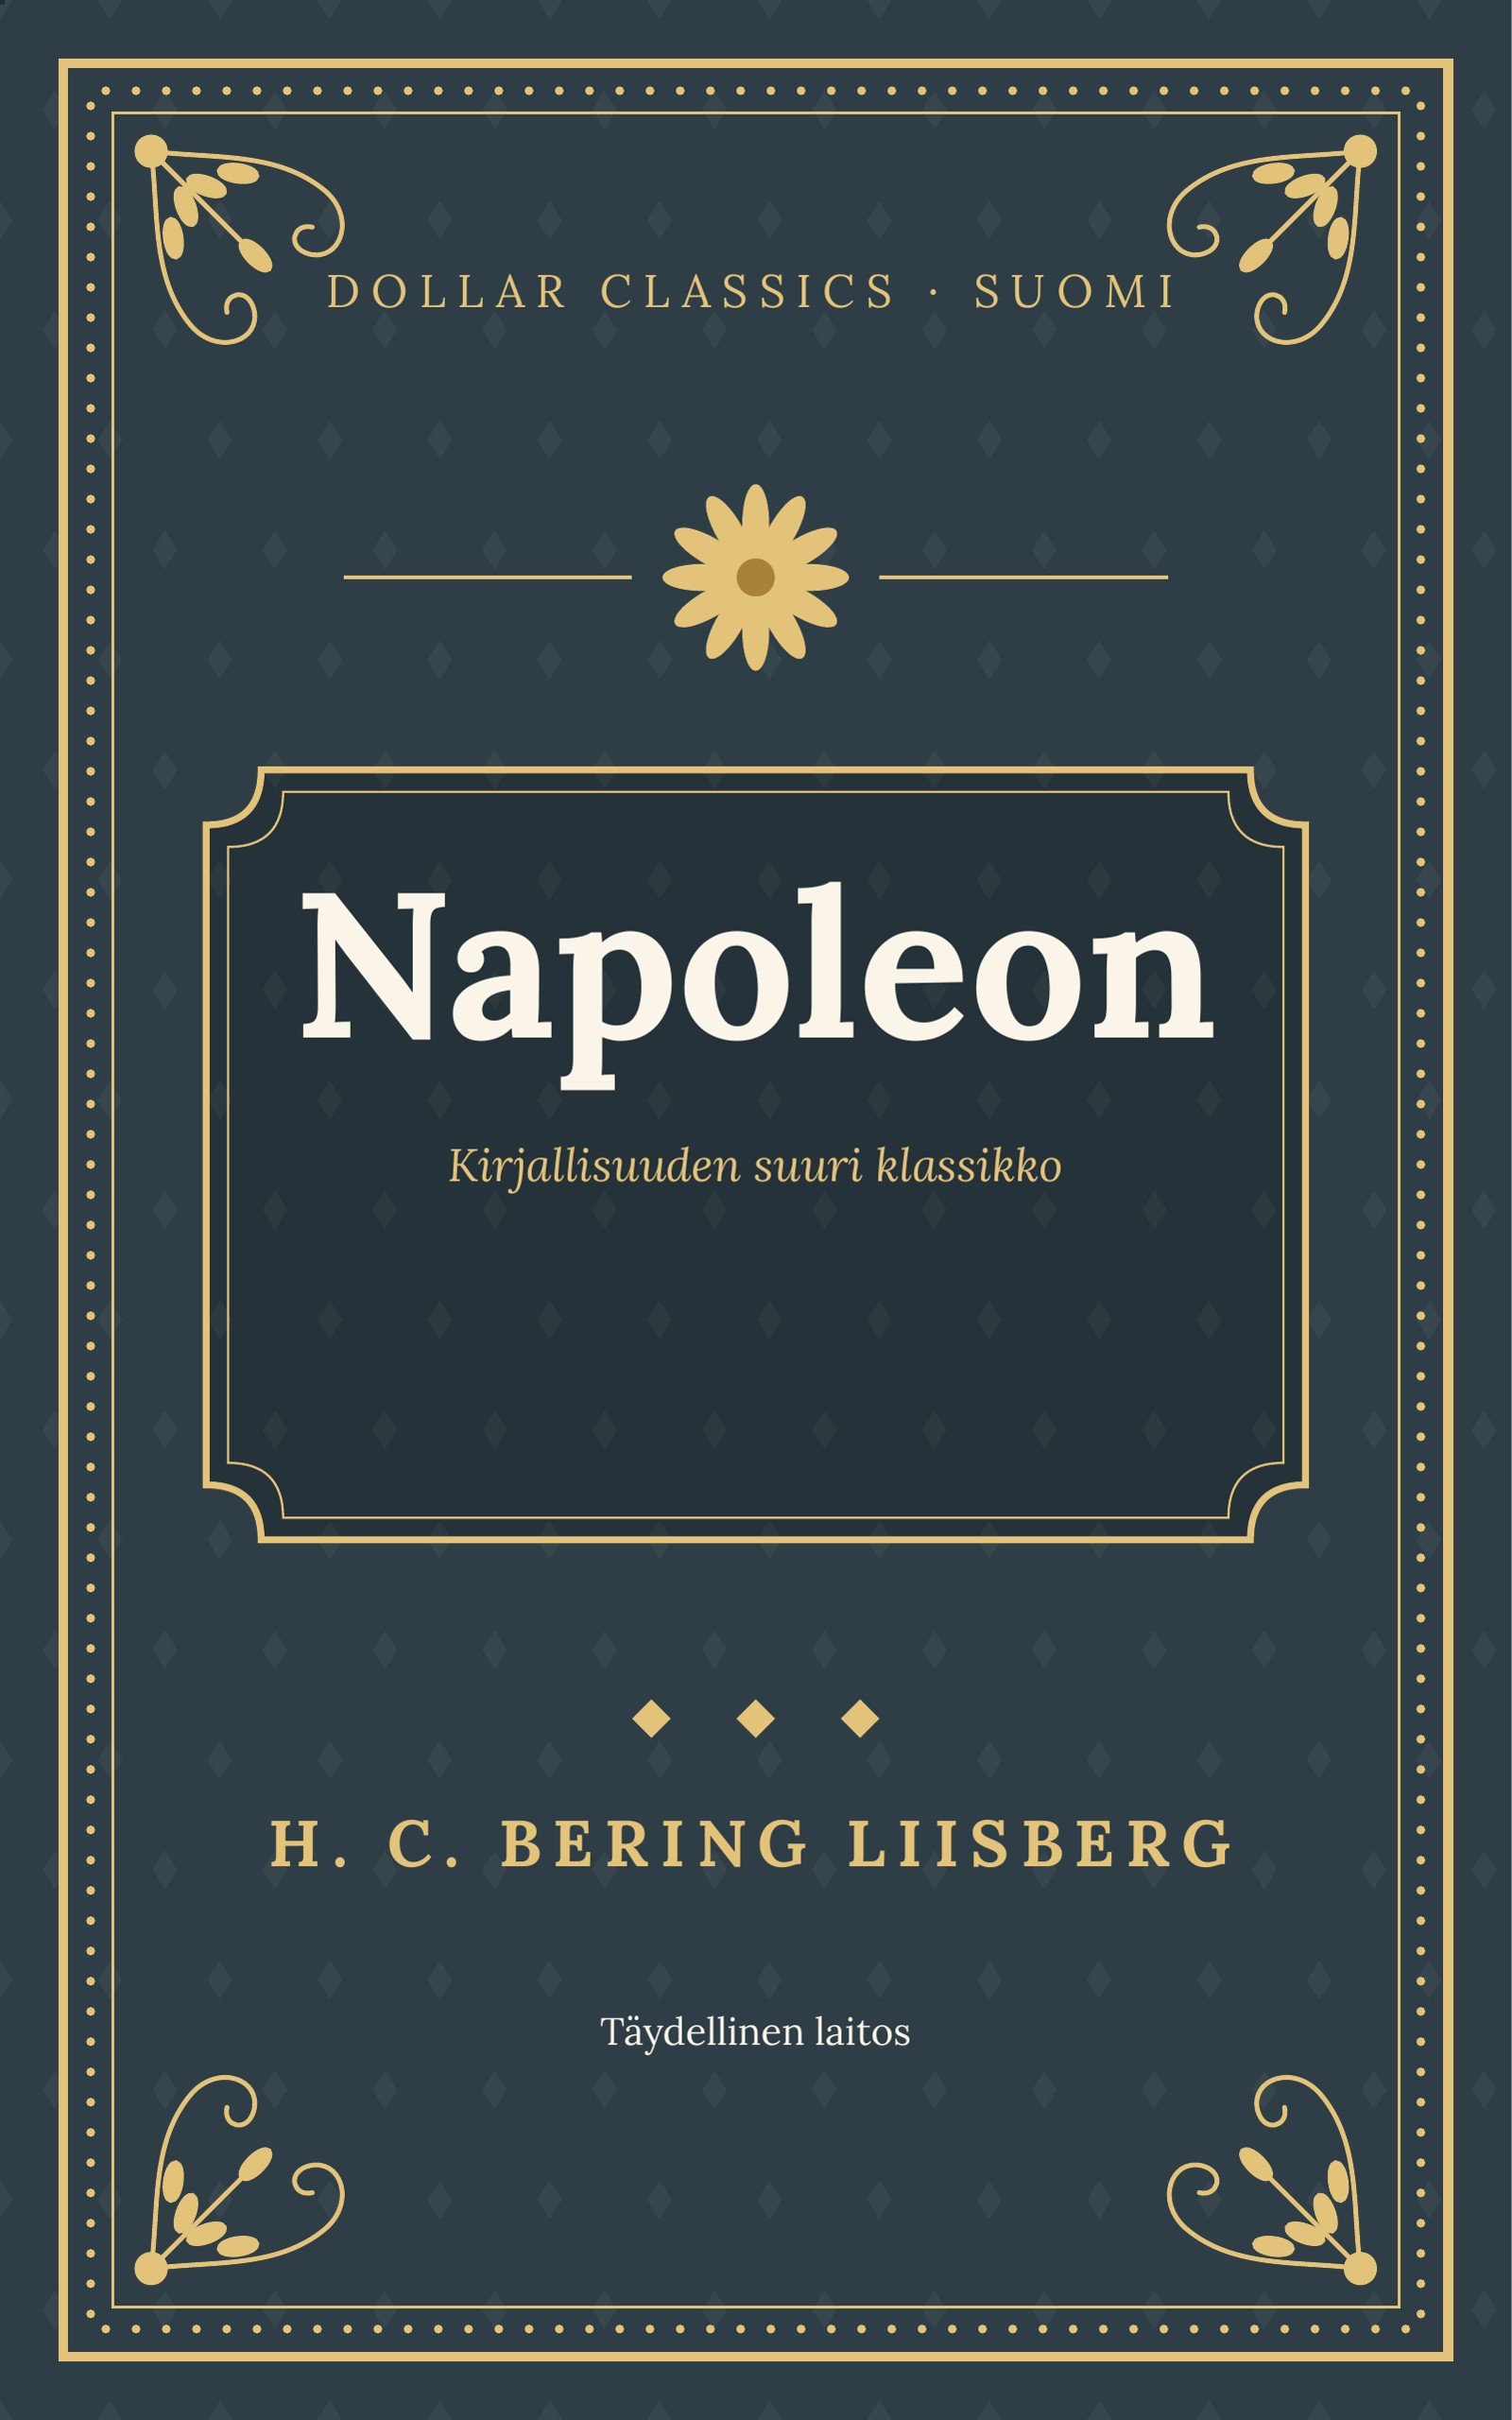 DOLLAR CLASSICS · SUOMI
Napoleon
Kirjallisuuden suuri klassikko
H. C. BERING LIISBERG
Täydellinen laitos